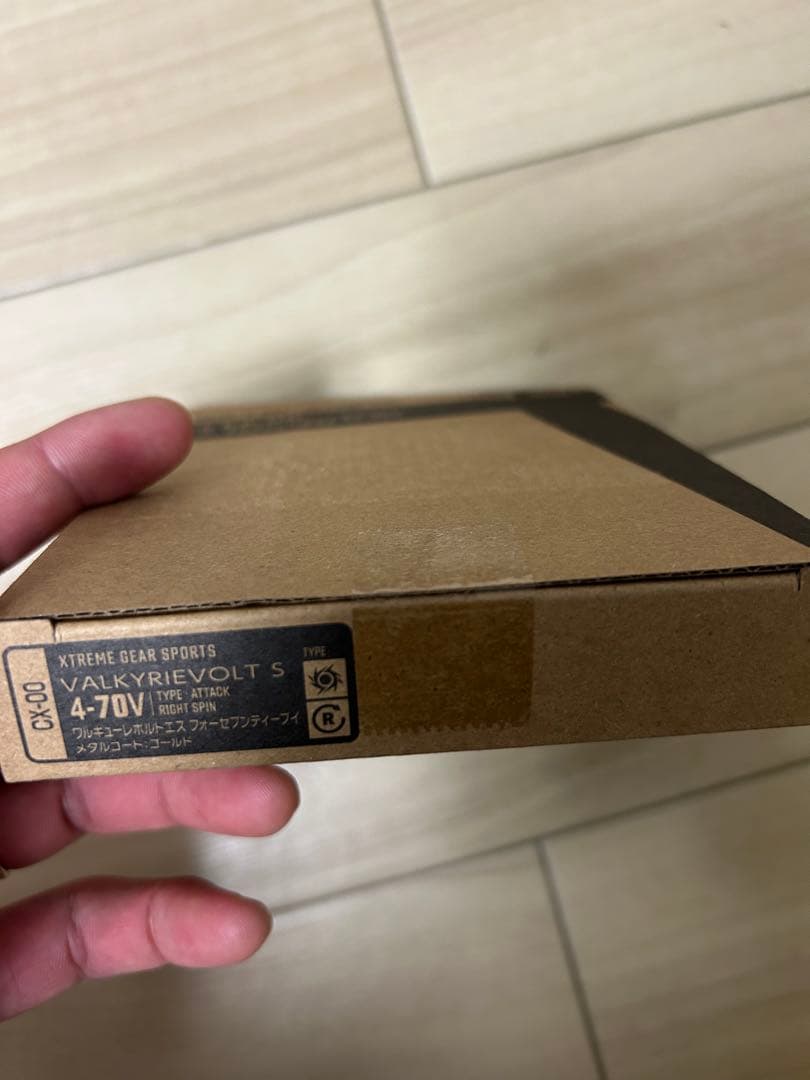 CX-00
XTREME GEAR SPORTS
TYPE
VALKYRIEVOLT S
4-70V
TYPE ATTACK
RIGHT SPIN
R
ワルキューレボルトエス フォーセブンティーブイ
メタルコート:ゴールド